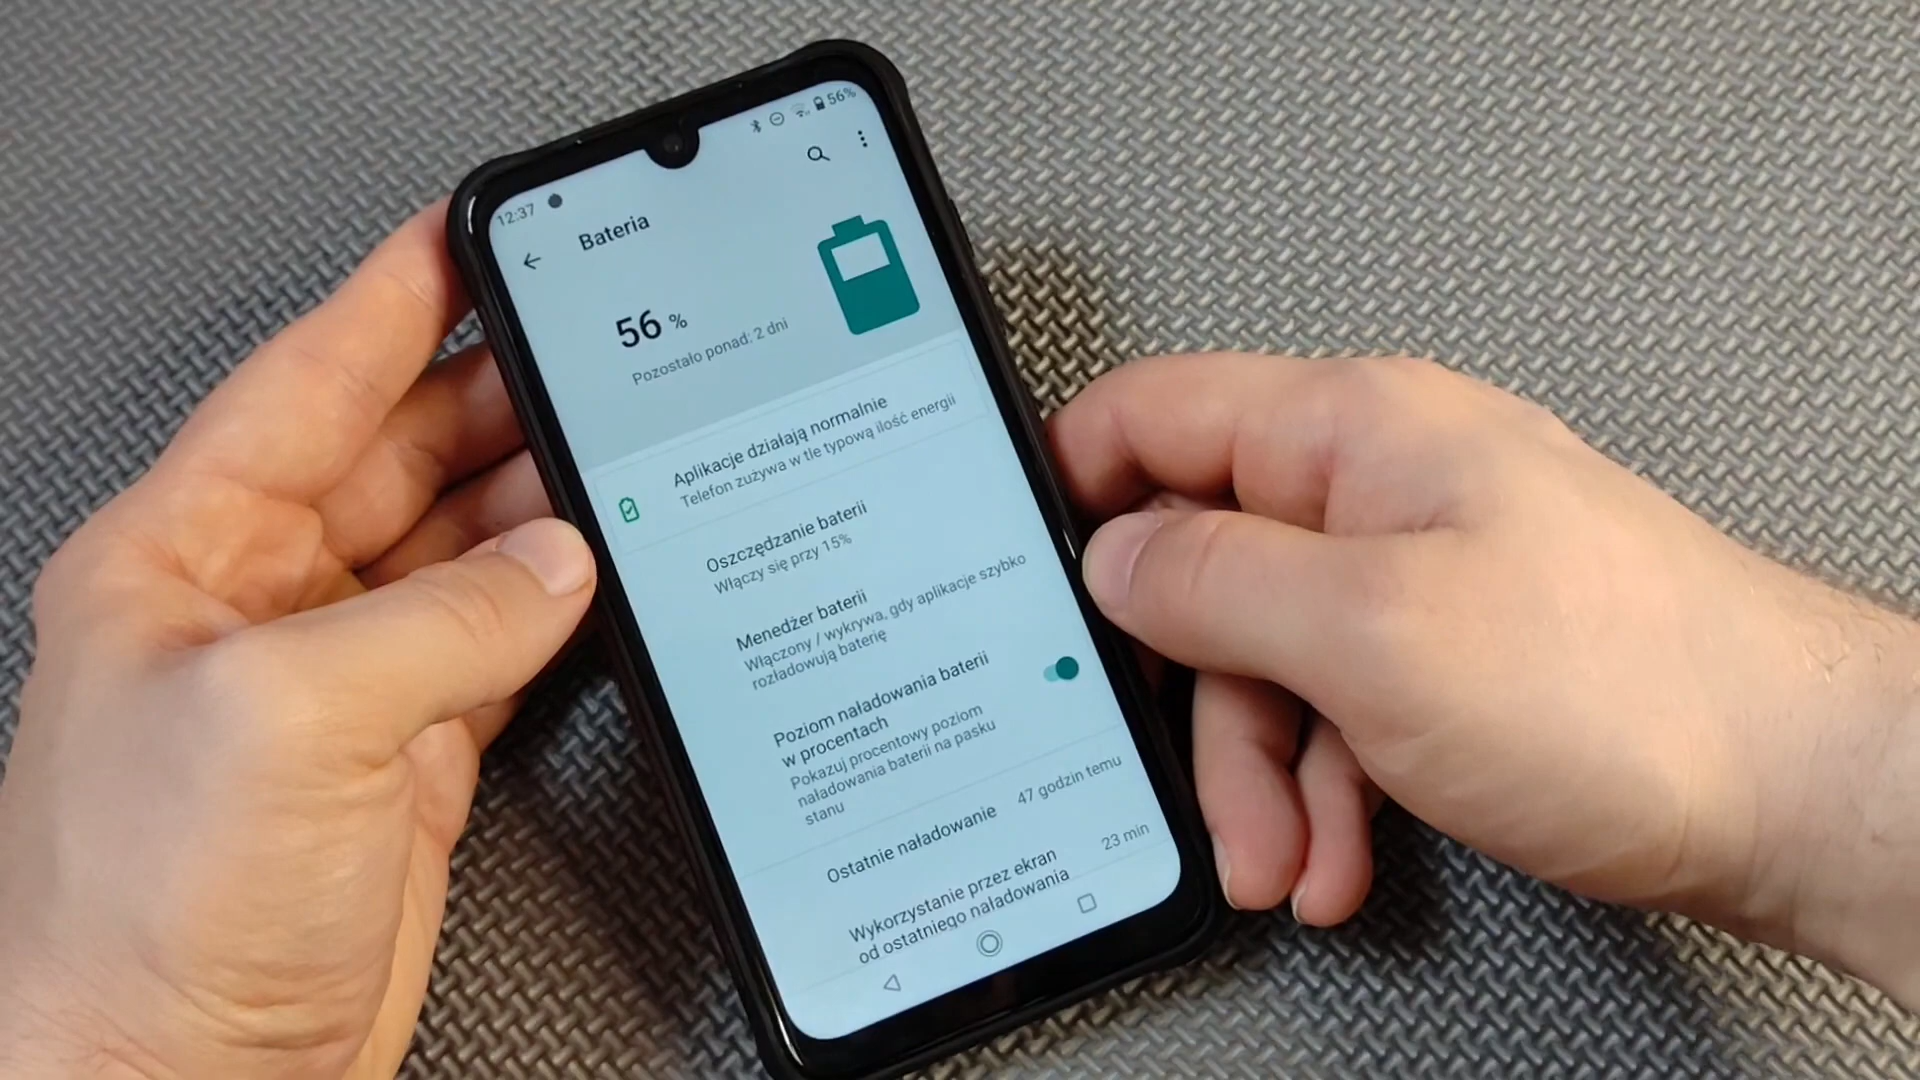 12:37
56%
Bateria
56 %
Pozostało ponad: 2 dni
Aplikacje działają normalnie
Telefon zużywa w tle typową ilość energii
Oszczędzanie baterii
Włączy się przy 15%
Menedżer baterii
Włączony / wykrywa, gdy aplikacje szybko
rozładowują baterię
Poziom naładowania baterii
w procentach
Pokazuj procentowy poziom
naładowania baterii na pasku
stanu
Ostatnie naładowanie 47 godzin temu
Wykorzystanie przez ekran 23 min
od ostatniego naładowania